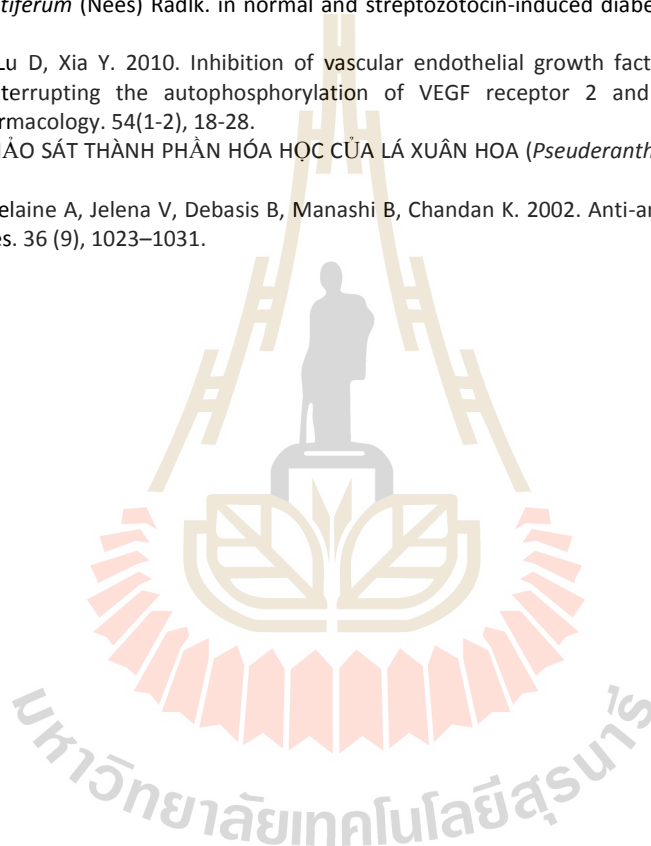 tiferum (Nees) Radlk. in normal and streptozotocin-induced diabe
Lu D, Xia Y. 2010. Inhibition of vascular endothelial growth fact
terrupting the autophosphorylation of VEGF receptor 2 and
rmacology. 54(1-2), 18-28.
HẢO SÁT THÀNH PHẦN HÓA HỌC CỦA LÁ XUÂN HOA (Pseuderanth
elaine A, Jelena V, Debasis B, Manashi B, Chandan K. 2002. Anti-a
es. 36 (9), 1023–1031.
มหาวิทยาลัยเทคโนโลยีสุรนารี